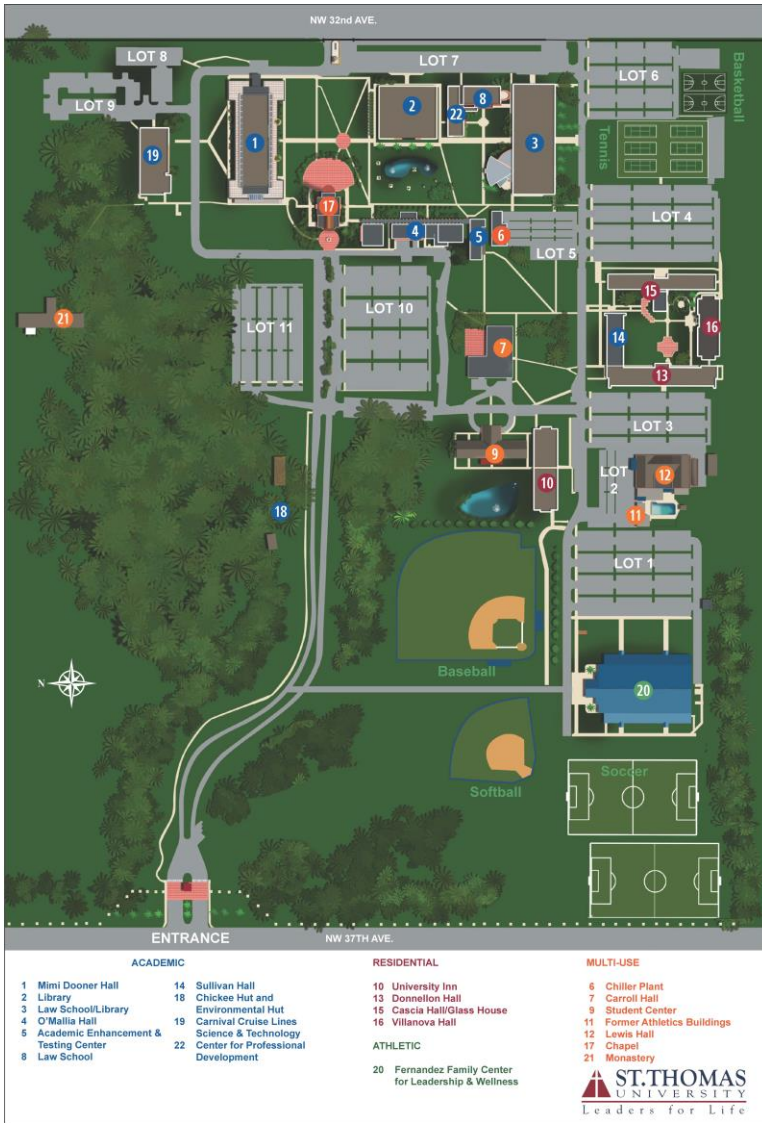 NW 32nd AVE.
LOT 8
LOT 7
LOT 6
Basketball
LOT 9
2
8
22
1
3
19
Tennis
17
LOT 4
4
5
6
LOT 5
15
21
LOT 11
LOT 10
14
16
7
13
LOT 3
9
12
10
LOT
2
18
11
LOT 1
Baseball
N
20
Soccer
Softball
ENTRANCE
NW 37TH AVE.
ACADEMIC
1 Mimi Dooner Hall
2 Library
3 Law School/Library
4 O'Mallia Hall
5 Academic Enhancement &
Testing Center
8 Law School
14 Sullivan Hall
18 Chickee Hut and
Environmental Hut
19 Carnival Cruise Lines
Science & Technology
22 Center for Professional
Development
RESIDENTIAL
10 University Inn
13 Donnellon Hall
15 Cascia Hall/Glass House
16 Villanova Hall
ATHLETIC
20 Fernandez Family Center
for Leadership & Wellness
MULTI-USE
6 Chiller Plant
7 Carroll Hall
9 Student Center
11 Former Athletics Buildings
12 Lewis Hall
17 Chapel
21 Monastery
ST.THOMAS
UNIVERSITY
Leaders for Life